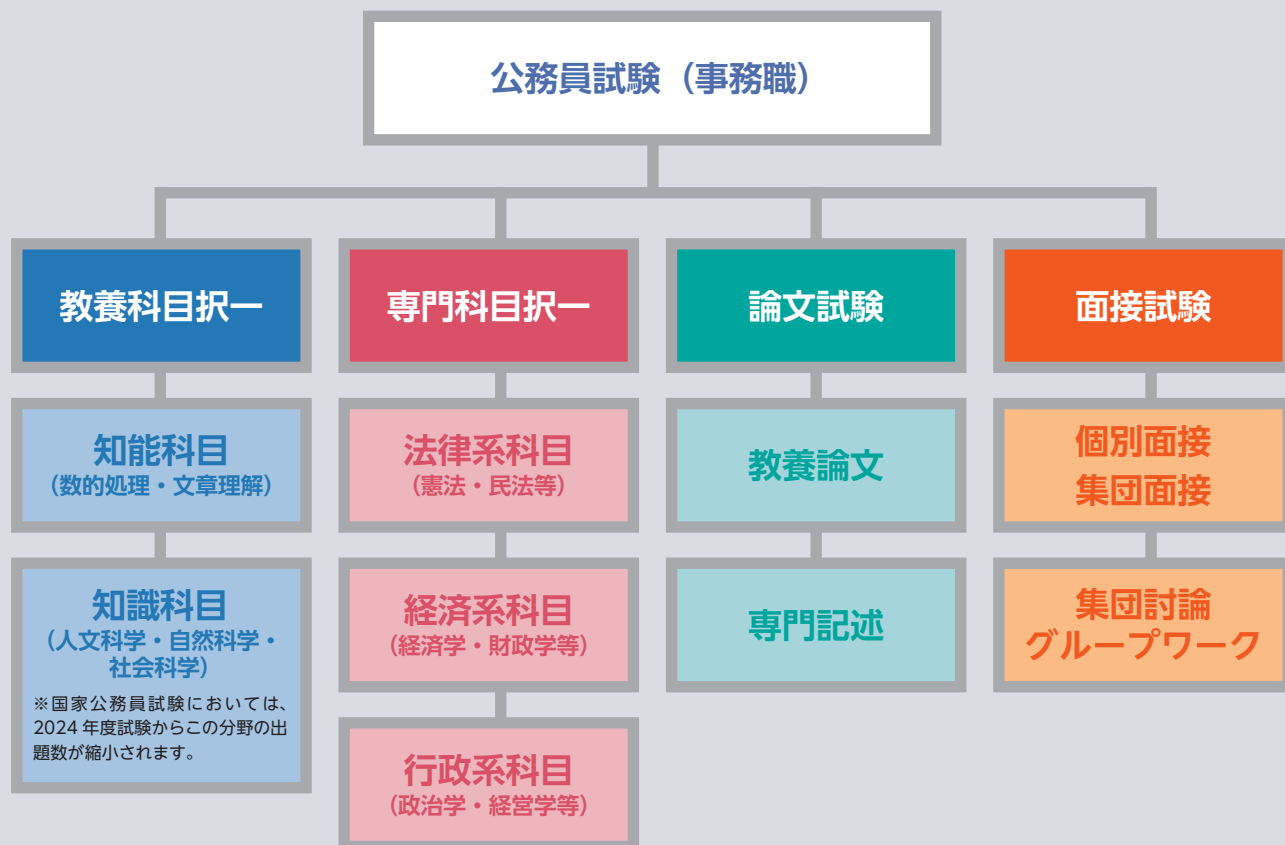 公務員試験（事務職）
教養科目択一
知能科目
（数的処理・文章理解）
知識科目
（人文科学・自然科学・
社会科学）
※国家公務員試験においては、
2024 年度試験からこの分野の出
題数が縮小されます。
専門科目択一
法律系科目
（憲法・民法等）
経済系科目
（経済学・財政学等）
行政系科目
（政治学・経営学等）
論文試験
教養論文
専門記述
面接試験
個別面接
集団面接
集団討論
グループワーク